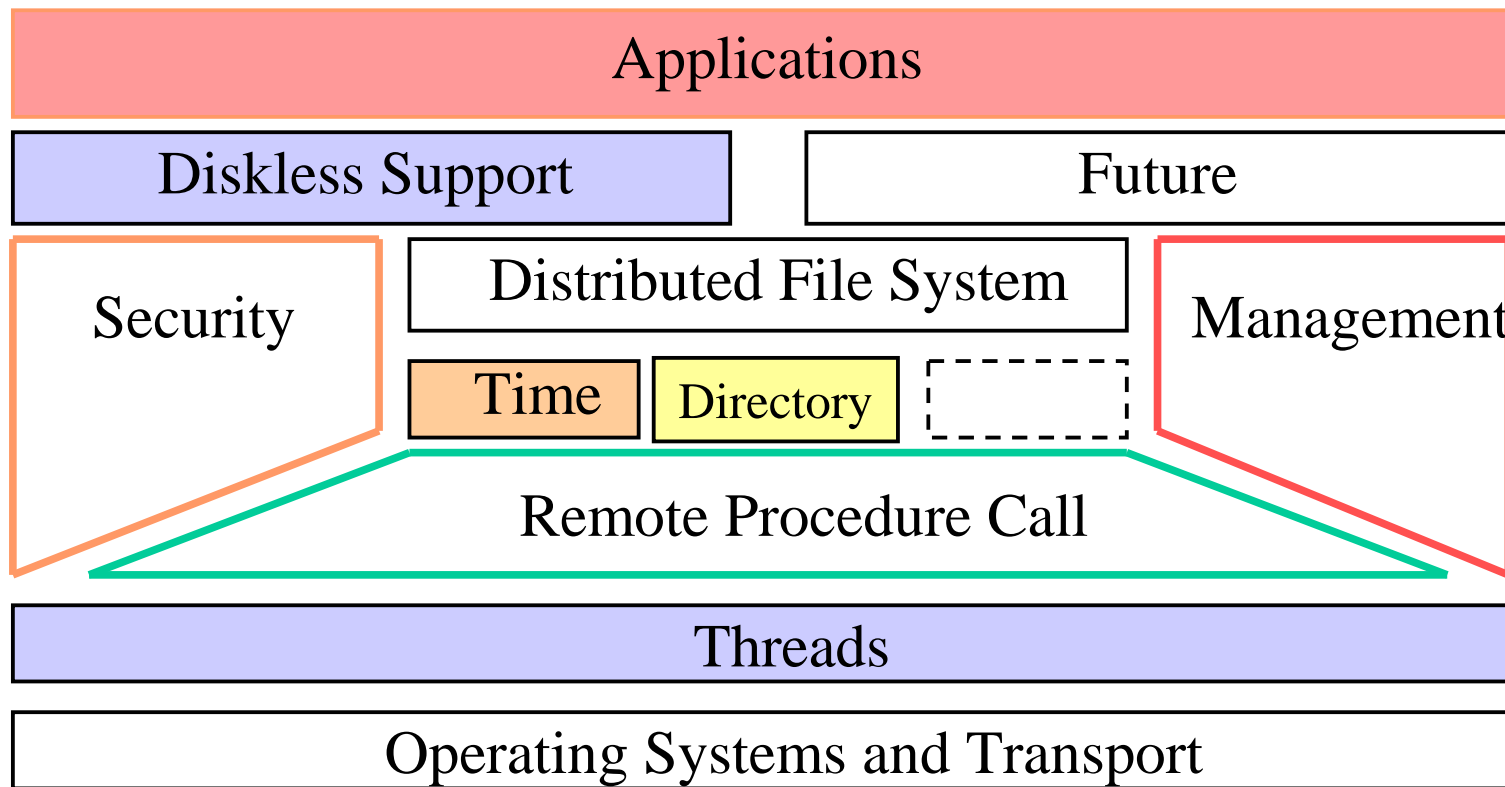 Applications
Diskless Support
Future
Distributed File System
Security
Management
Time
Directory
Remote Procedure Call
Threads
Operating Systems and Transport